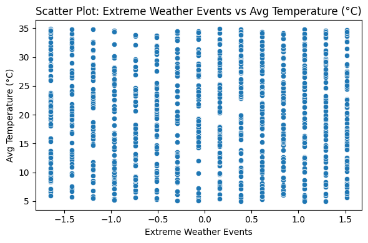 Scatter Plot: Extreme Weather Events vs Avg Temperature (°C)
Avg Temperature (°C)
35
30
25
20
15
10
5
−1.5 −1.0 −0.5 0.0 0.5 1.0 1.5
Extreme Weather Events